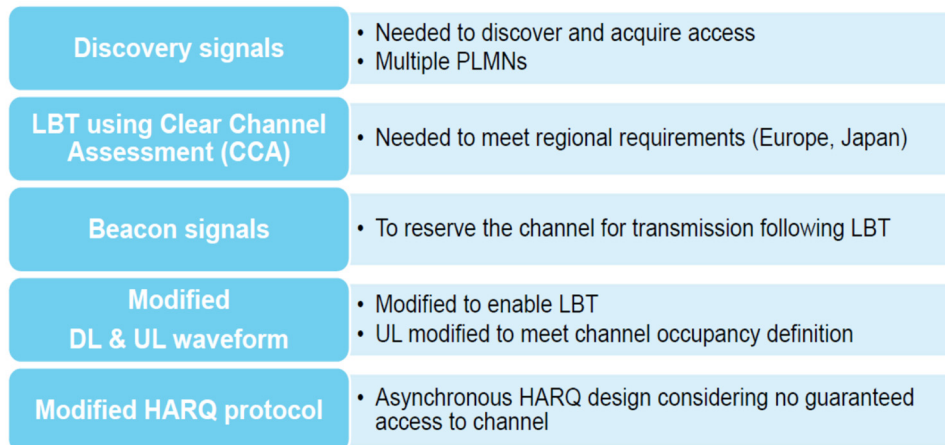 Discovery signals
• Needed to discover and acquire access
• Multiple PLMNs
LBT using Clear Channel
Assessment (CCA)
• Needed to meet regional requirements (Europe, Japan)
Beacon signals
• To reserve the channel for transmission following LBT
Modified
DL & UL waveform
• Modified to enable LBT
• UL modified to meet channel occupancy definition
Modified HARQ protocol
• Asynchronous HARQ design considering no guaranteed
access to channel